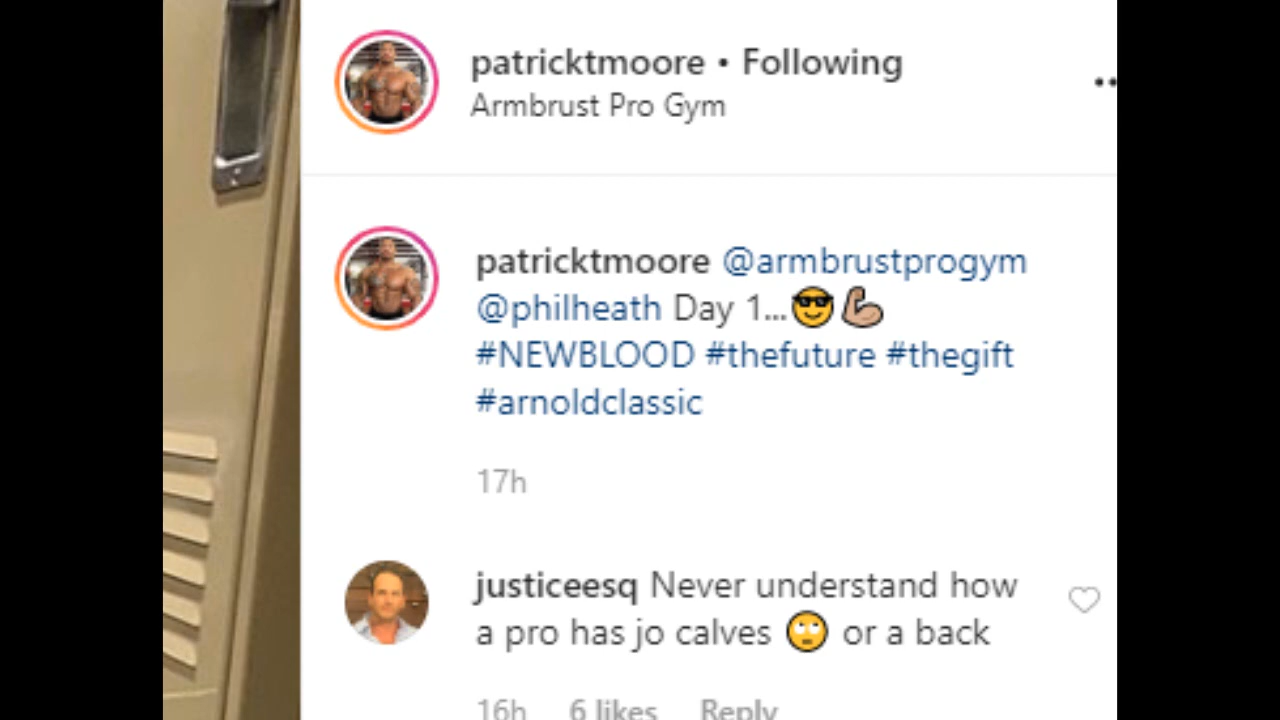 patricktmoore • Following
Armbrust Pro Gym
patricktmoore @armbrustprogym
@philheath Day 1...😎💪🏽
#NEWBLOOD #thefuture #thegift
#arnoldclassic
17h
justiceesq Never understand how
a pro has jo calves 🙄 or a back
16h 6 likes Reply